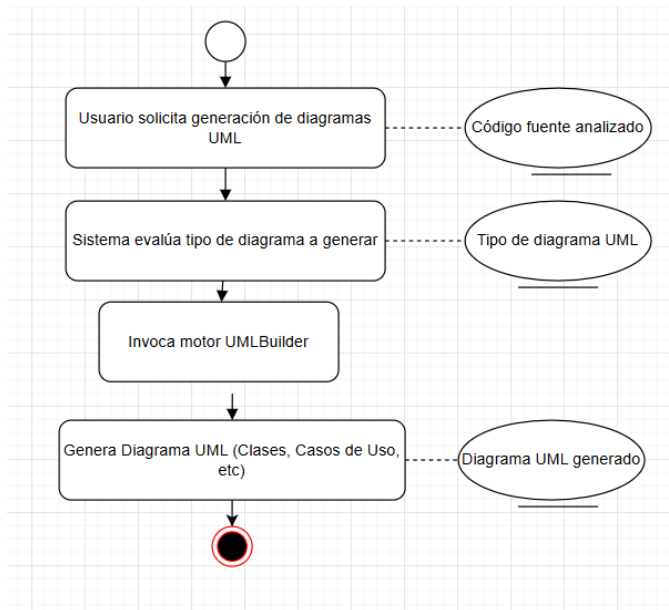 Usuario solicita generación de diagramas
UML
Código fuente analizado
Sistema evalúa tipo de diagrama a generar
Tipo de diagrama UML
Invoca motor UMLBuilder
Genera Diagrama UML (Clases, Casos de Uso,
etc)
Diagrama UML generado